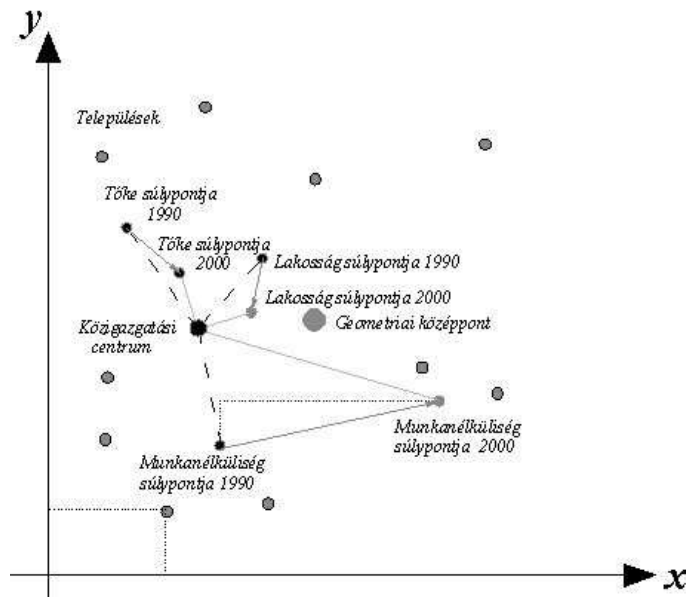 y
Települések
Tőke súlypontja
1990
Tőke súlypontja
2000
Lakosság súlypontja 1990
Lakosság súlypontja 2000
Geometriai középpont
Közigazgatási
centrum
Munkanélküliség
súlypontja 2000
Munkanélküliség
súlypontja 1990
x